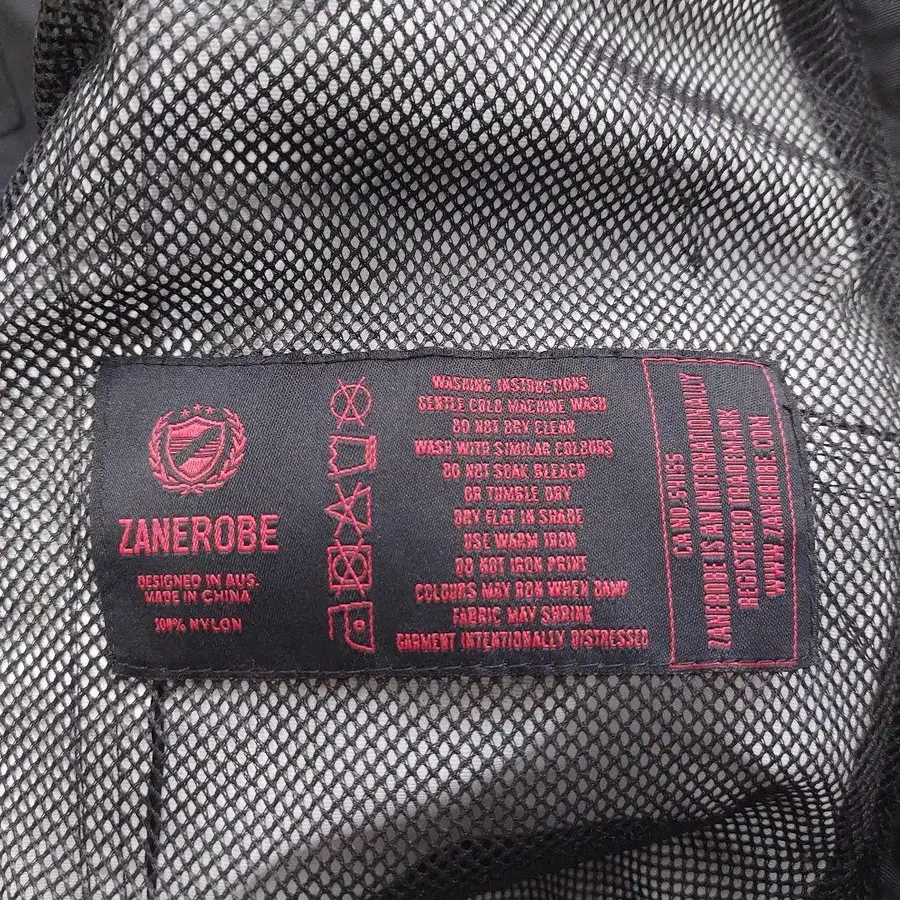 ZANEROBE
DESIGNED IN AUS.
MADE IN CHINA
100% NYLON
WASHING INSTRUCTIONS
GENTLE COLD MACHINE WASH
DO NOT DRY CLEAN
WASH WITH SIMILAR COLOURS
DO NOT SOAK BLEACH
OR TUMBLE DRY
DRY FLAT IN SHADE
USE WARM IRON
DO NOT IRON PRINT
COLOURS MAY RUN WHEN DAMP
FABRIC MAY SHRINK
GARMENT INTENTIONALLY DISTRESSED
CA NO. 54155
ZANEROBE IS AN INTERNATIONALLY
REGISTERED TRADEMARK
WWW.ZANEROBE.COM